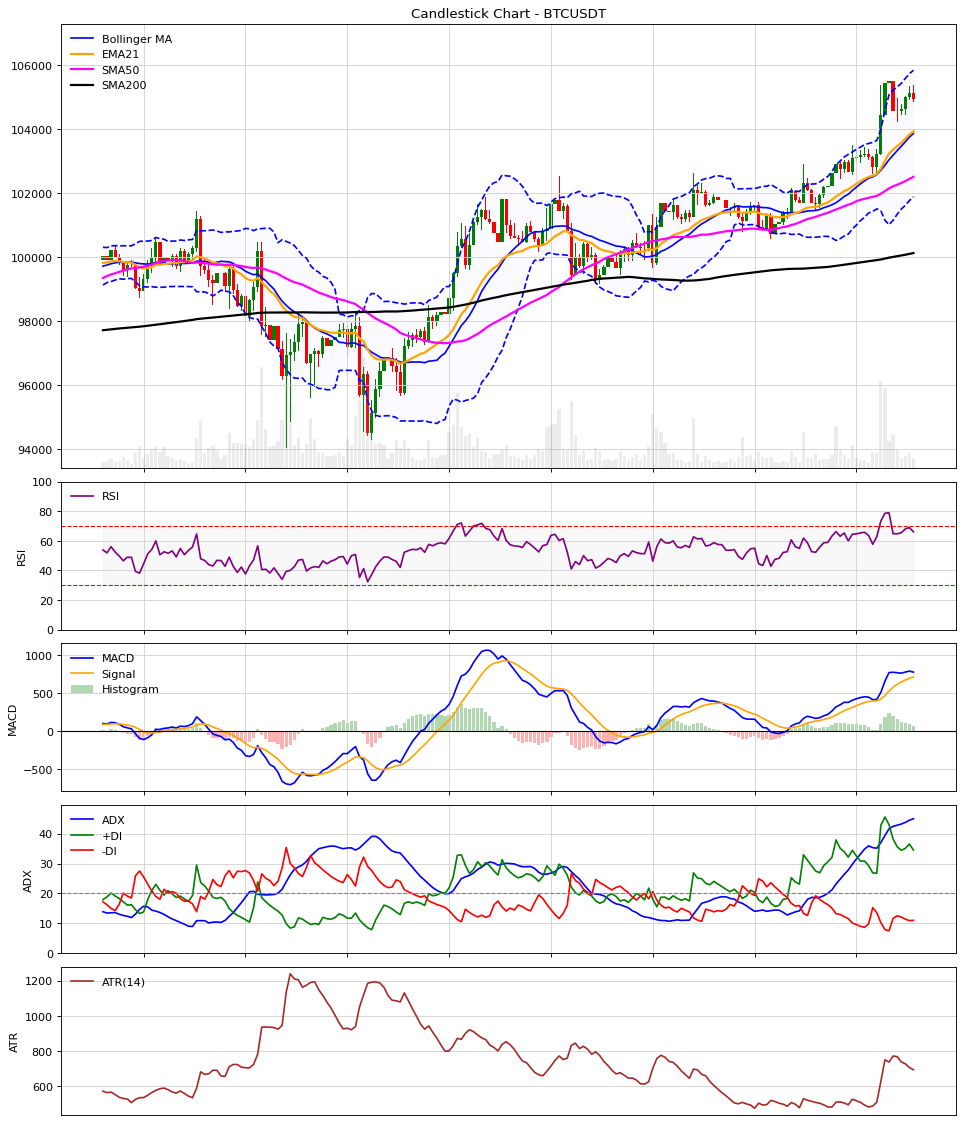 Candlestick Chart - BTCUSDT
Bollinger MA
EMA21
SMA50
SMA200
106000
104000
102000
100000
98000
96000
94000
RSI
RSI
100
80
60
40
20
0
MACD
MACD
Signal
Histogram
1000
500
0
−500
ADX
ADX
+DI
-DI
40
30
20
10
0
ATR
ATR(14)
1200
1000
800
600